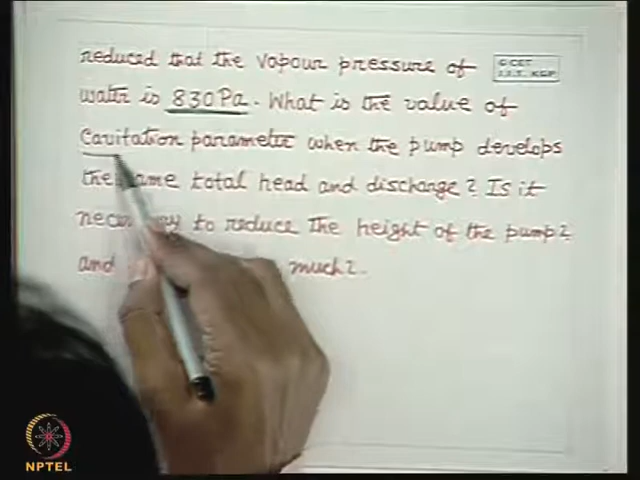 reduced that the vapour pressure of
water is 830 Pa. What is the value of
cavitation parameter when the pump develops
the same total head and discharge? Is it
to reduce the height of the pump?
and much?
© CET
I.I.T. KGP
NPTEL